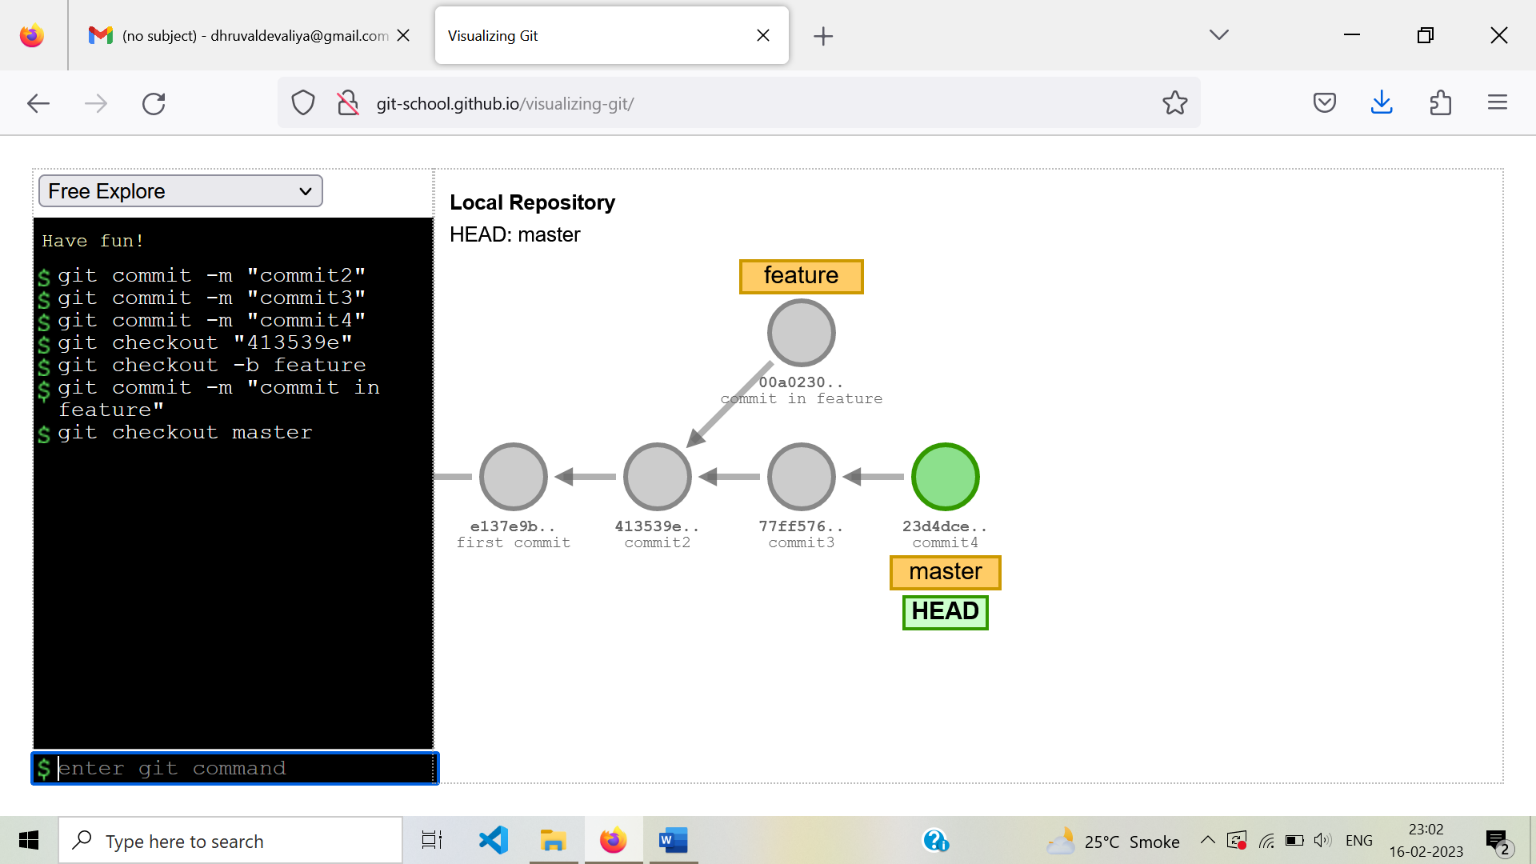 (no subject) - dhruvaldevaliya@gmail.com
Visualizing Git
git-school.github.io/visualizing-git/
Free Explore
Have fun!
$ git commit -m "commit2"
$ git commit -m "commit3"
$ git commit -m "commit4"
$ git checkout "413539e"
$ git checkout -b feature
$ git commit -m "commit in
feature"
$ git checkout master
$ enter git command
Local Repository
HEAD: master
feature
00a0230..
commit in feature
e137e9b.. 413539e.. 77ff576.. 23d4dce..
first commit commit2 commit3 commit4
master
HEAD
Type here to search
W
25°C Smoke
ENG
23:02
16-02-2023
2